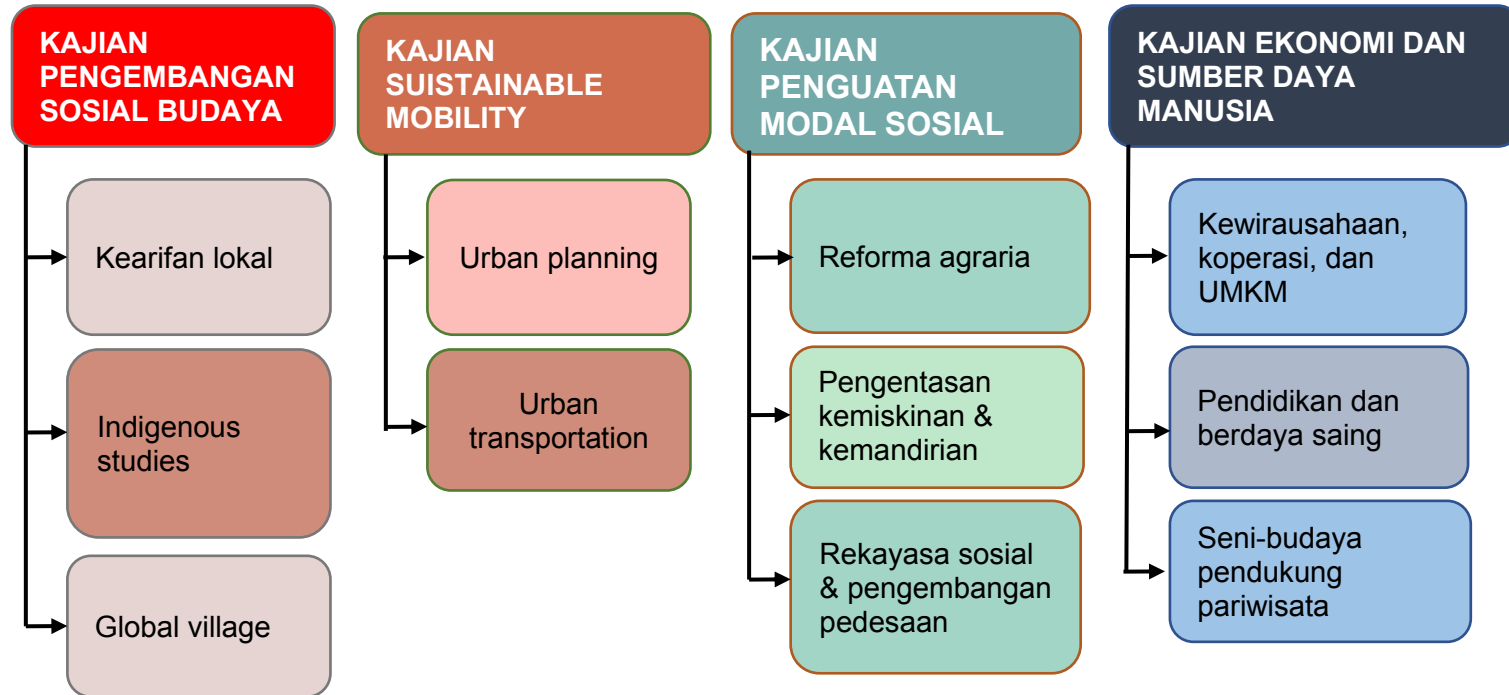 KAJIAN
PENGEMBANGAN
SOSIAL BUDAYA
Kearifan lokal
Indigenous
studies
Global village
KAJIAN
SUISTAINABLE
MOBILITY
Urban planning
Urban
transportation
KAJIAN
PENGUATAN
MODAL SOSIAL
Reforma agraria
Pengentasan
kemiskinan &
kemandirian
Rekayasa sosial
& pengembangan
pedesaan
KAJIAN EKONOMI DAN
SUMBER DAYA
MANUSIA
Kewirausahaan,
koperasi, dan
UMKM
Pendidikan dan
berdaya saing
Seni-budaya
pendukung
pariwisata